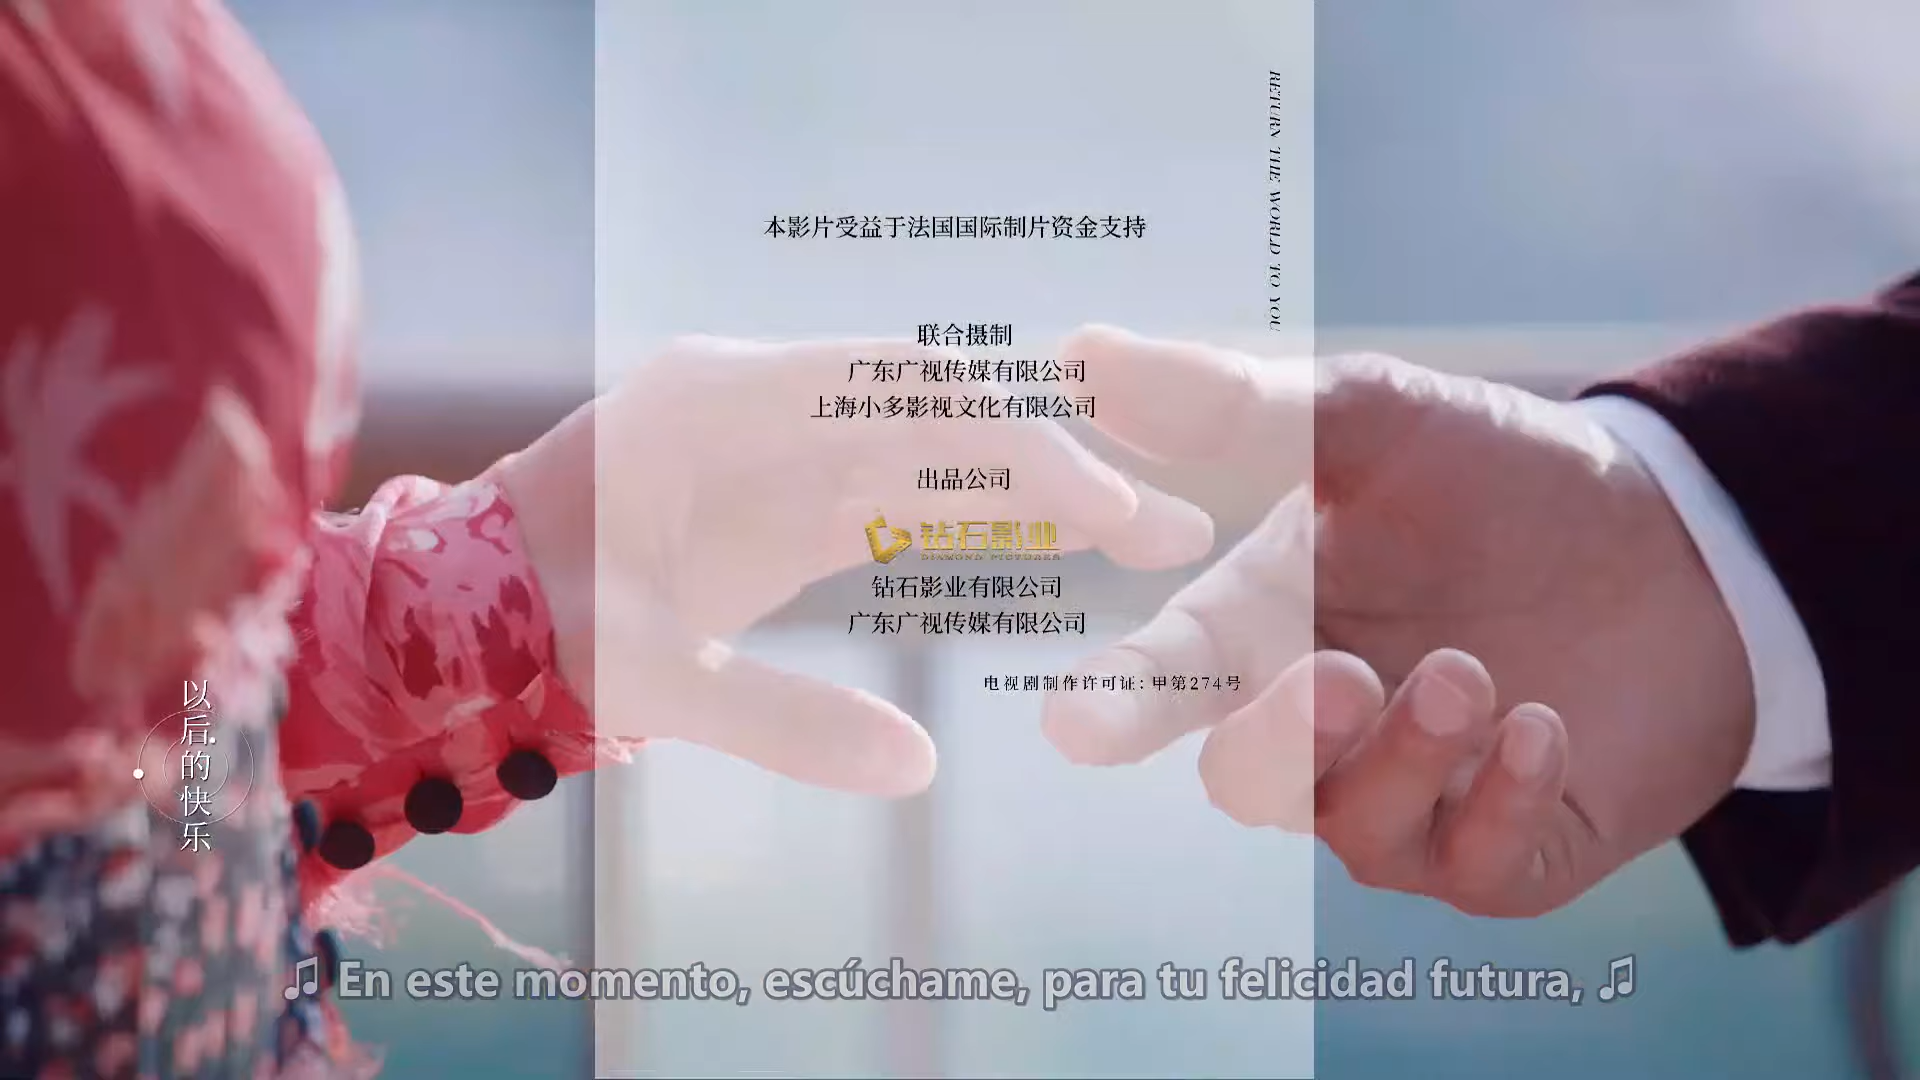 RETURN THE WORLD TO YOU
本影片受益于法国国际制片资金支持
联合摄制
广东广视传媒有限公司
上海小多影视文化有限公司
出品公司
钻石影业
DIAMOND PICTURES
钻石影业有限公司
广东广视传媒有限公司
电视剧制作许可证：甲第274号
以后的快乐
♫ En este momento, escúchame, para tu felicidad futura, ♫